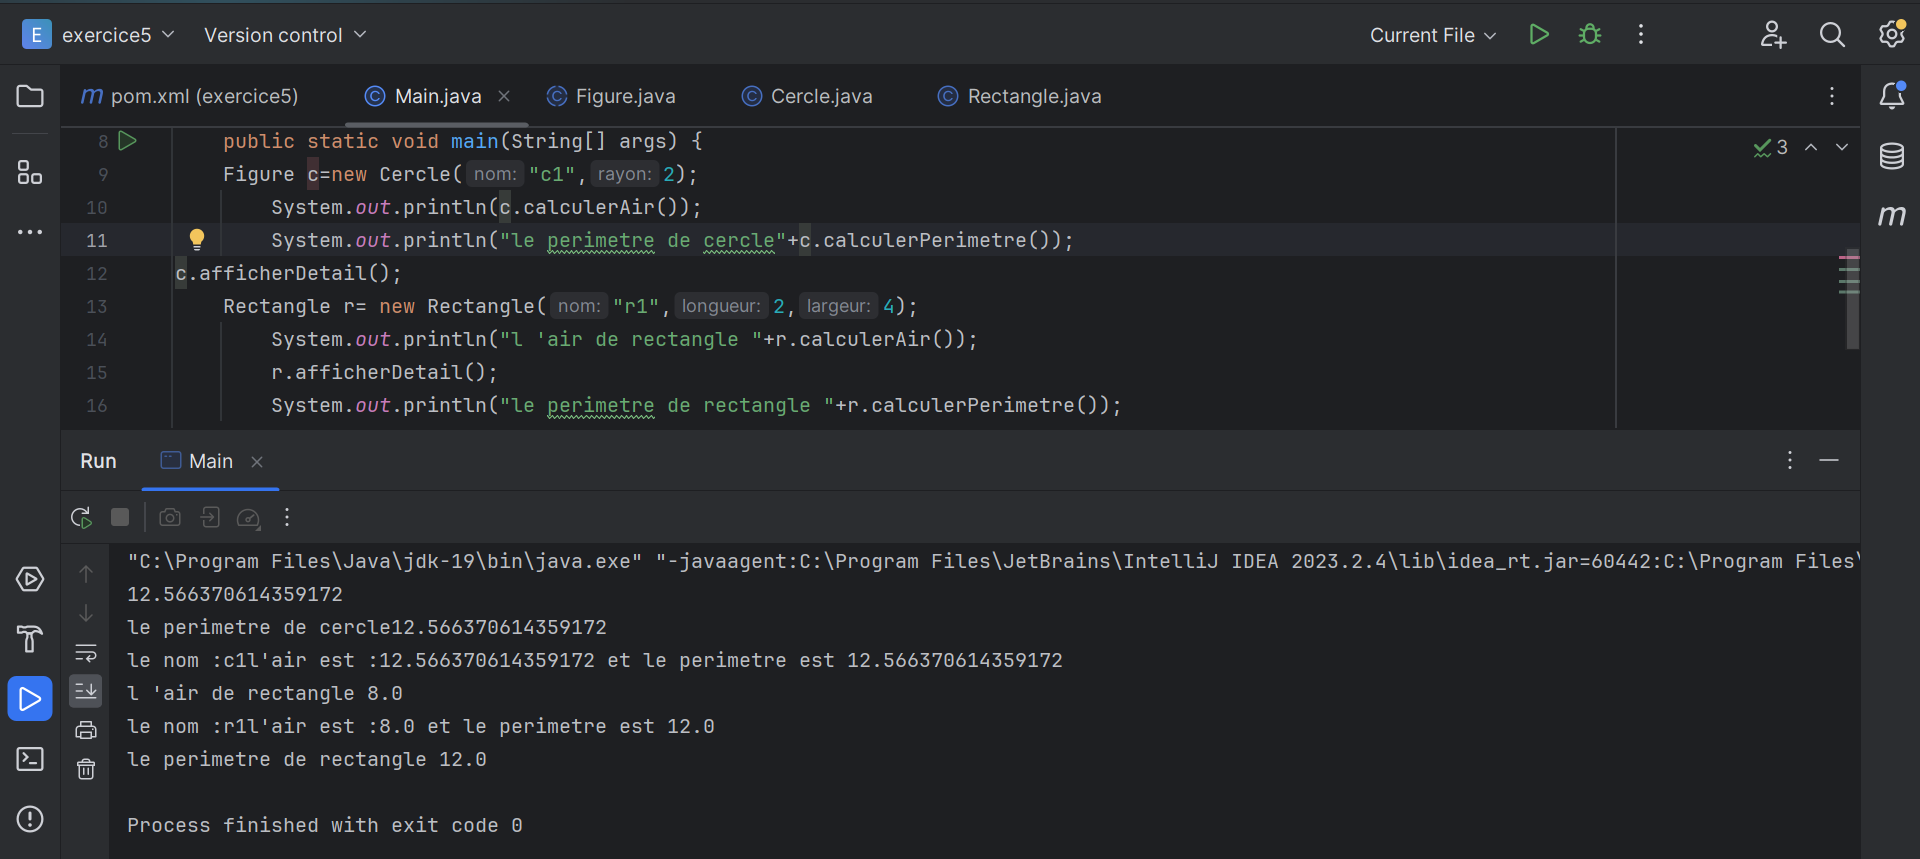 E exercice5 Version control Current File
m pom.xml (exercice5) C Main.java C Figure.java C Cercle.java C Rectangle.java
8 public static void main(String[] args) { 3
9 Figure c=new Cercle( nom: "c1", rayon: 2);
10 System.out.println(c.calculerAir());
11 System.out.println("le perimetre de cercle"+c.calculerPerimetre());
12 c.afficherDetail();
13 Rectangle r= new Rectangle( nom: "r1", longueur: 2, largeur: 4);
14 System.out.println("l 'air de rectangle "+r.calculerAir());
15 r.afficherDetail();
16 System.out.println("le perimetre de rectangle "+r.calculerPerimetre());
Run Main
"C:\Program Files\Java\jdk-19\bin\java.exe" "-javaagent:C:\Program Files\JetBrains\IntelliJ IDEA 2023.2.4\lib\idea_rt.jar=60442:C:\Program Files\
12.566370614359172
le perimetre de cercle12.566370614359172
le nom :c1l'air est :12.566370614359172 et le perimetre est 12.566370614359172
l 'air de rectangle 8.0
le nom :r1l'air est :8.0 et le perimetre est 12.0
le perimetre de rectangle 12.0
Process finished with exit code 0